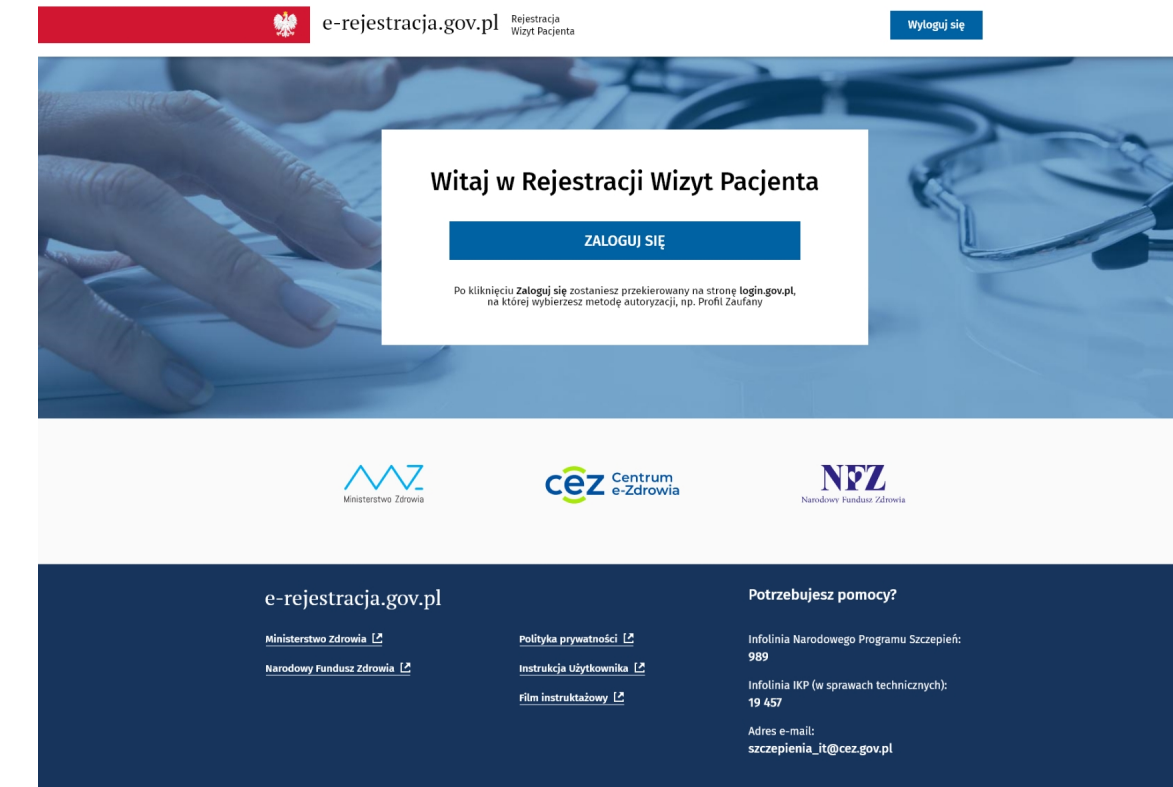 e-rejestracja.gov.pl
Rejestracja
Wizyt Pacjenta
Wyloguj się
Witaj w Rejestracji Wizyt Pacjenta
ZALOGUJ SIĘ
Po kliknięciu Zaloguj się zostaniesz przekierowany na stronę login.gov.pl,
na której wybierzesz metodę autoryzacji, np. Profil Zaufany
MZ
Ministerstwo Zdrowia
cez Centrum
e-Zdrowia
NFZ
Narodowy Fundusz Zdrowia
e-rejestracja.gov.pl
Ministerstwo Zdrowia
Narodowy Fundusz Zdrowia
Polityka prywatności
Instrukcja Użytkownika
Film instruktażowy
Potrzebujesz pomocy?
Infolinia Narodowego Programu Szczepień:
989
Infolinia IKP (w sprawach technicznych):
19 457
Adres e-mail:
szczepienia_it@cez.gov.pl